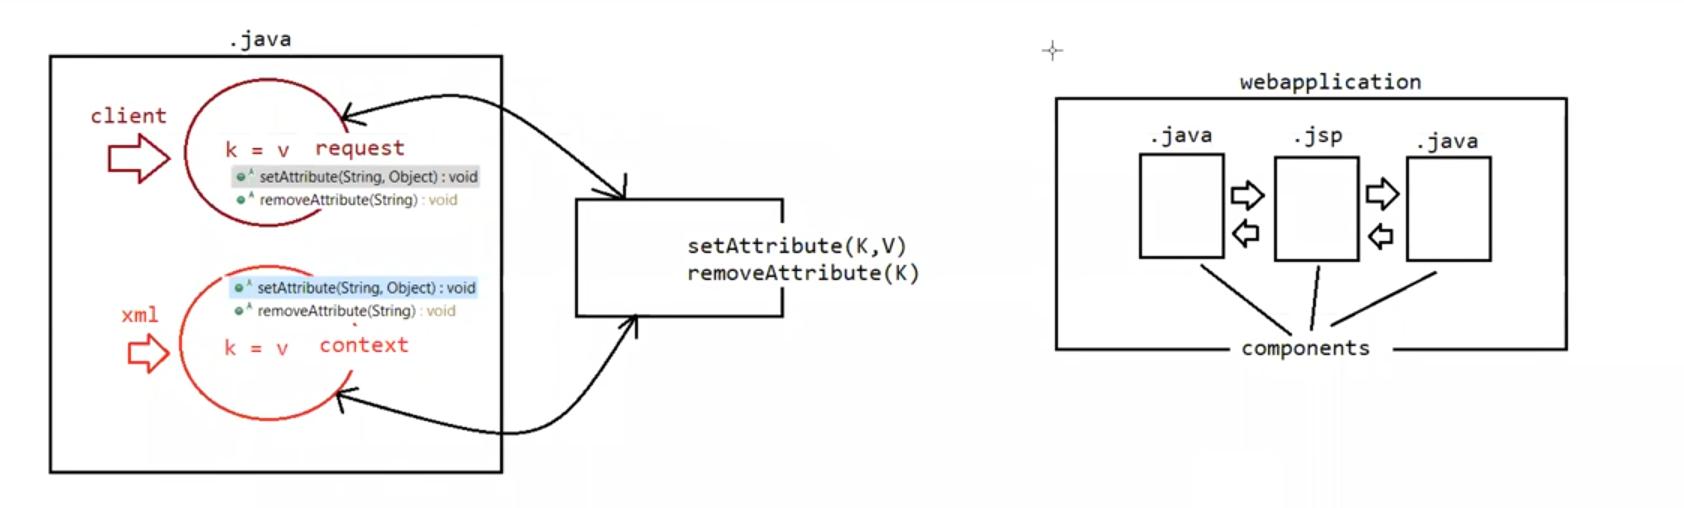 .java
client
k = v request
setAttribute(String, Object) : void
removeAttribute(String) : void
setAttribute(String, Object) : void
removeAttribute(String) : void
xml
k = v context
setAttribute(K,V)
removeAttribute(K)
webapplication
.java .jsp .java
components